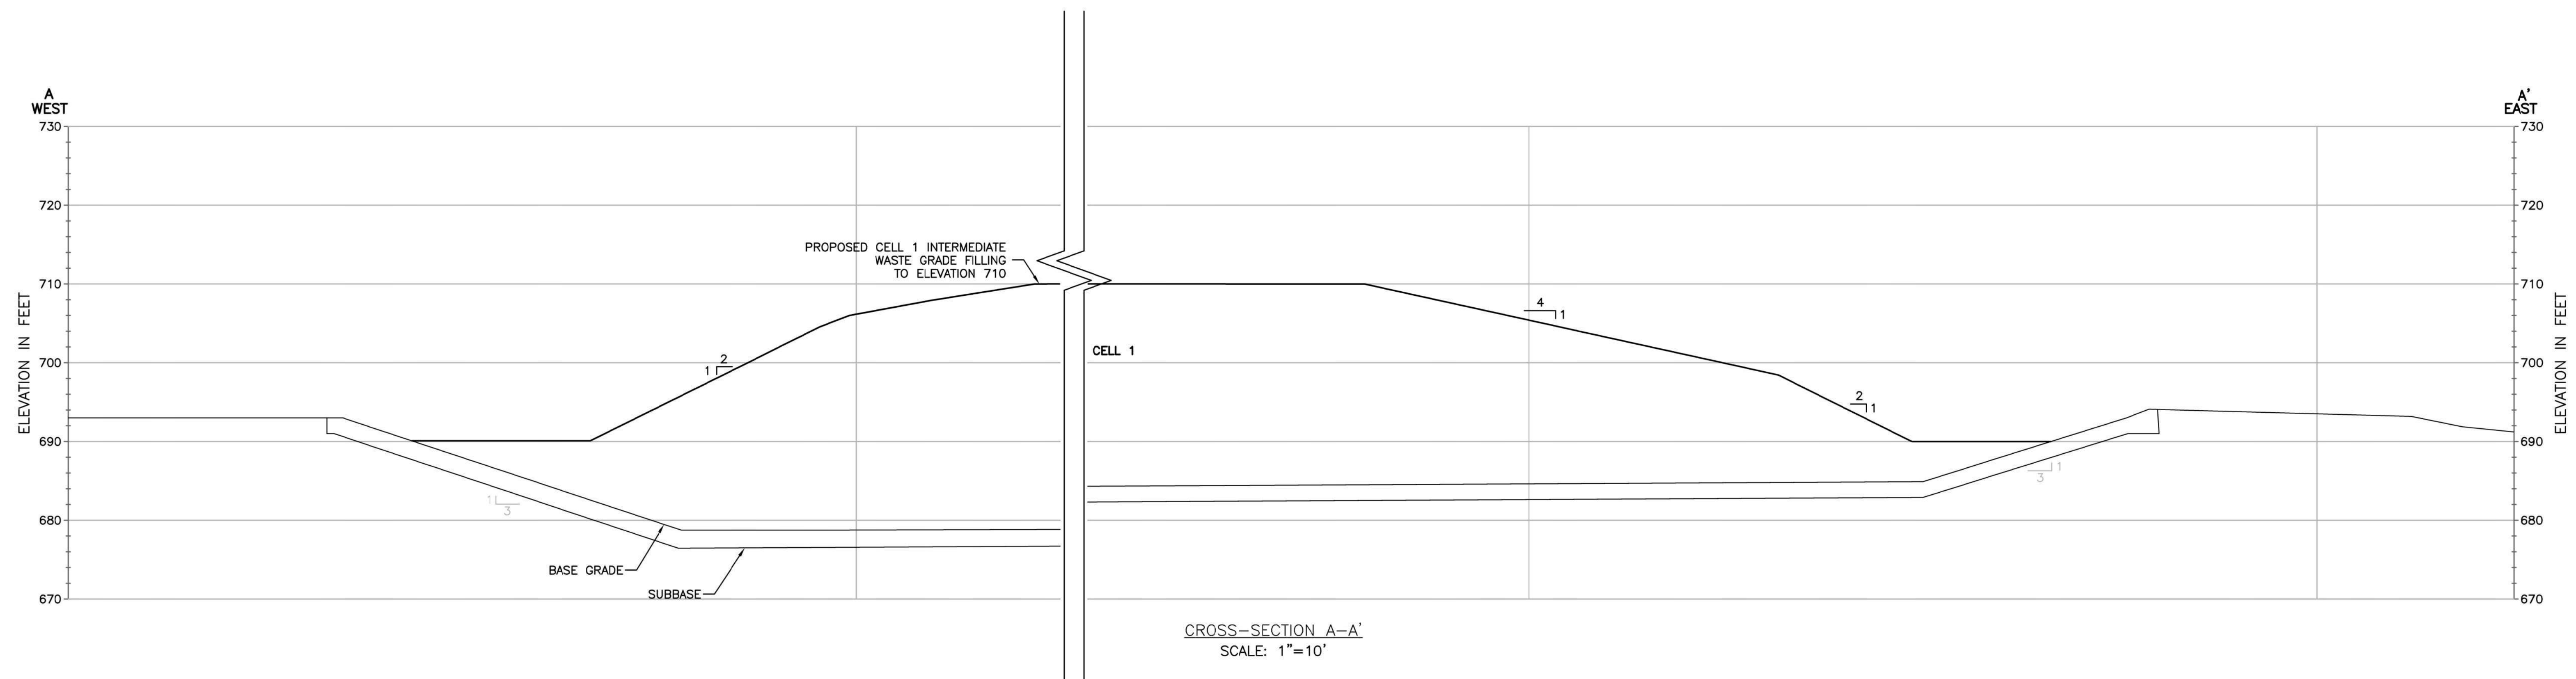 A
WEST
A'
EAST
730
720
710
700
690
680
670
ELEVATION IN FEET
PROPOSED CELL 1 INTERMEDIATE
WASTE GRADE FILLING
TO ELEVATION 710
2
1
1
3
BASE GRADE
SUBBASE
CELL 1
4
1
2
1
1
3
730
720
710
700
690
680
670
ELEVATION IN FEET
CROSS-SECTION A-A'
SCALE: 1"=10'